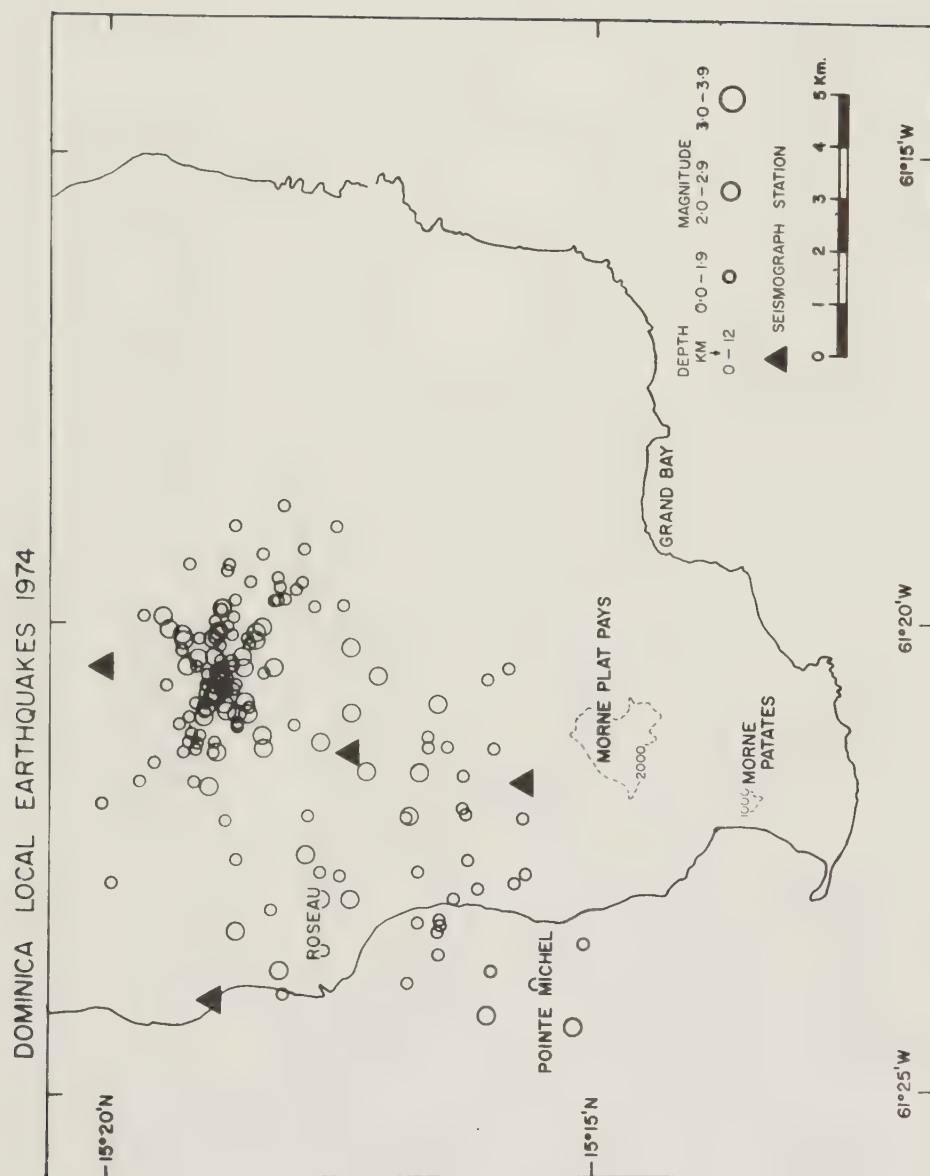 DOMINICA LOCAL EARTHQUAKES 1974
15°20'N
15°15'N
61°25'W
61°20'W
61°15'W
ROSEAU
POINTE MICHEL
MORNE PLAT PAYS
2000
1000
MORNE
PATATES
GRAND BAY
DEPTH
KM
MAGNITUDE
0·0-1·9 2·0-2·9 3·0-3·9
0-12
SEISMOGRAPH STATION
0 1 2 3 4 5 Km.